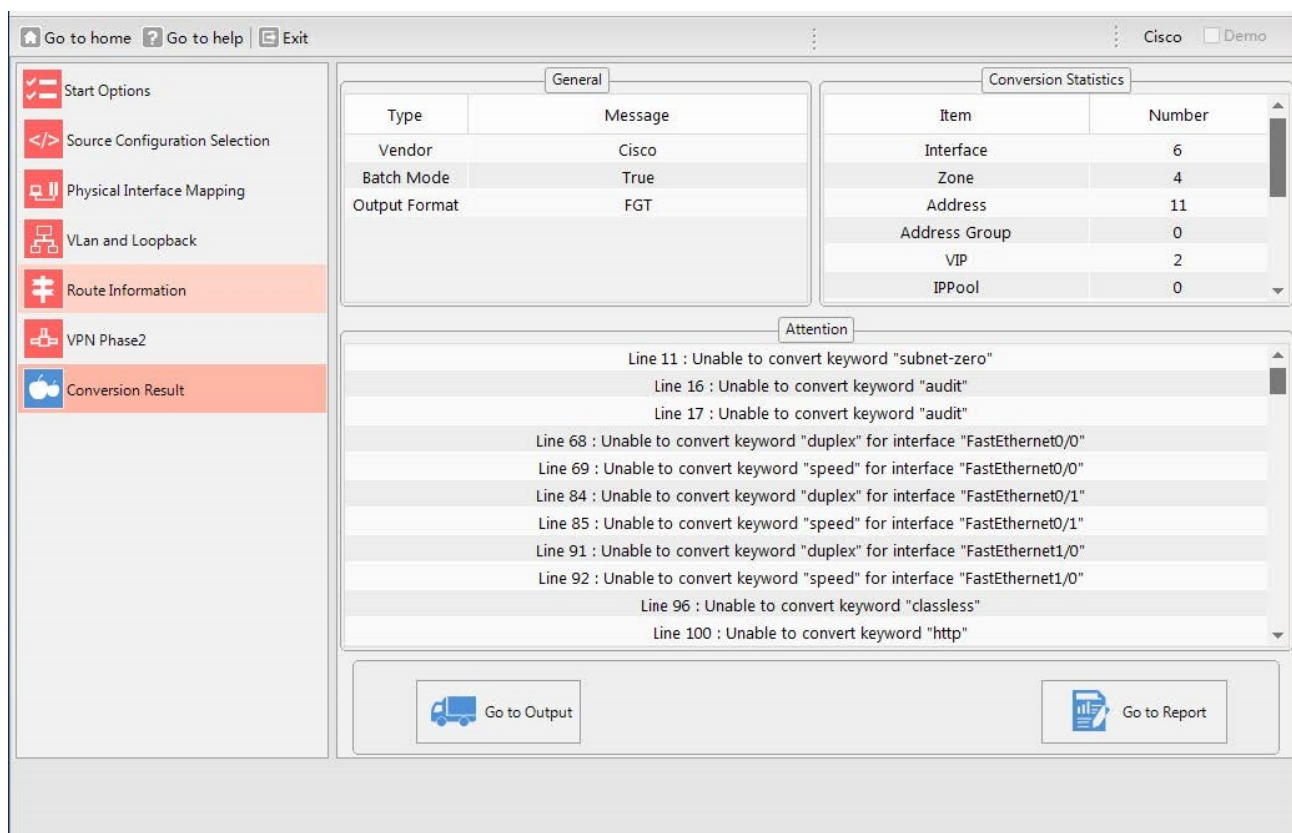 Go to home Go to help Exit Cisco Demo
Start Options
Source Configuration Selection
Physical Interface Mapping
VLan and Loopback
Route Information
VPN Phase2
Conversion Result
General
Type Message
Vendor Cisco
Batch Mode True
Output Format FGT
Conversion Statistics
Item Number
Interface 6
Zone 4
Address 11
Address Group 0
VIP 2
IPPool 0
Attention
Line 11 : Unable to convert keyword "subnet-zero"
Line 16 : Unable to convert keyword "audit"
Line 17 : Unable to convert keyword "audit"
Line 68 : Unable to convert keyword "duplex" for interface "FastEthernet0/0"
Line 69 : Unable to convert keyword "speed" for interface "FastEthernet0/0"
Line 84 : Unable to convert keyword "duplex" for interface "FastEthernet0/1"
Line 85 : Unable to convert keyword "speed" for interface "FastEthernet0/1"
Line 91 : Unable to convert keyword "duplex" for interface "FastEthernet1/0"
Line 92 : Unable to convert keyword "speed" for interface "FastEthernet1/0"
Line 96 : Unable to convert keyword "classless"
Line 100 : Unable to convert keyword "http"
Go to Output Go to Report